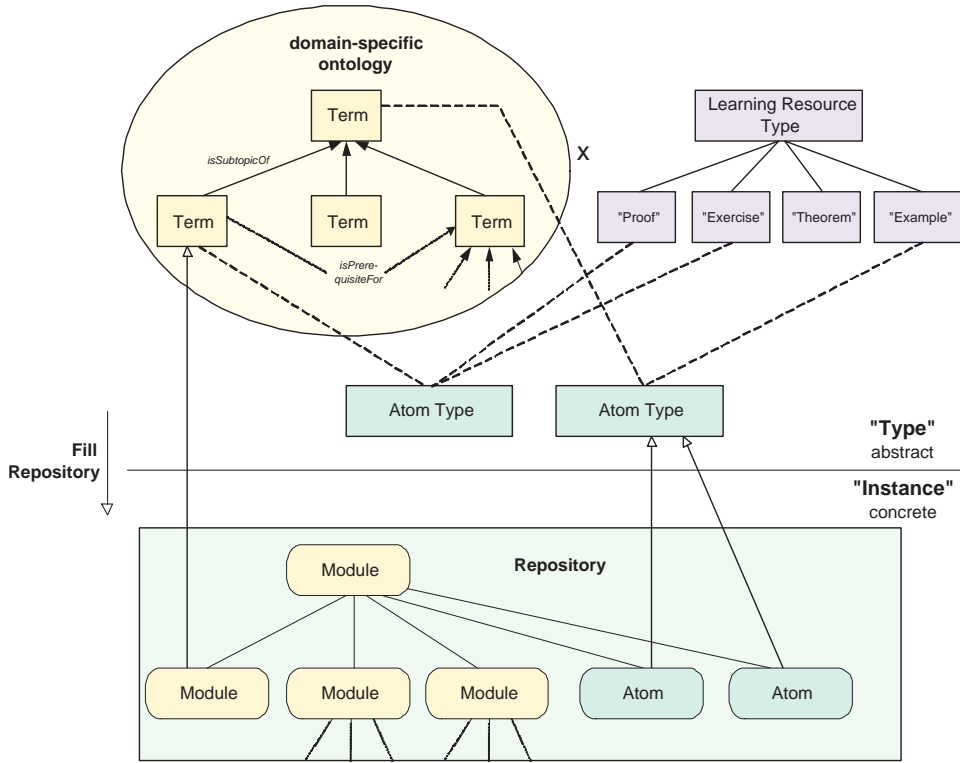 domain-specific
ontology
Term
Learning Resource
Type
X
isSubtopicOf
Term
Term
Term
"Proof"
"Exercise"
"Theorem"
"Example"
isPrere-
quisiteFor
Atom Type
Atom Type
Fill
Repository
"Type"
abstract
"Instance"
concrete
Repository
Module
Module
Module
Module
Atom
Atom